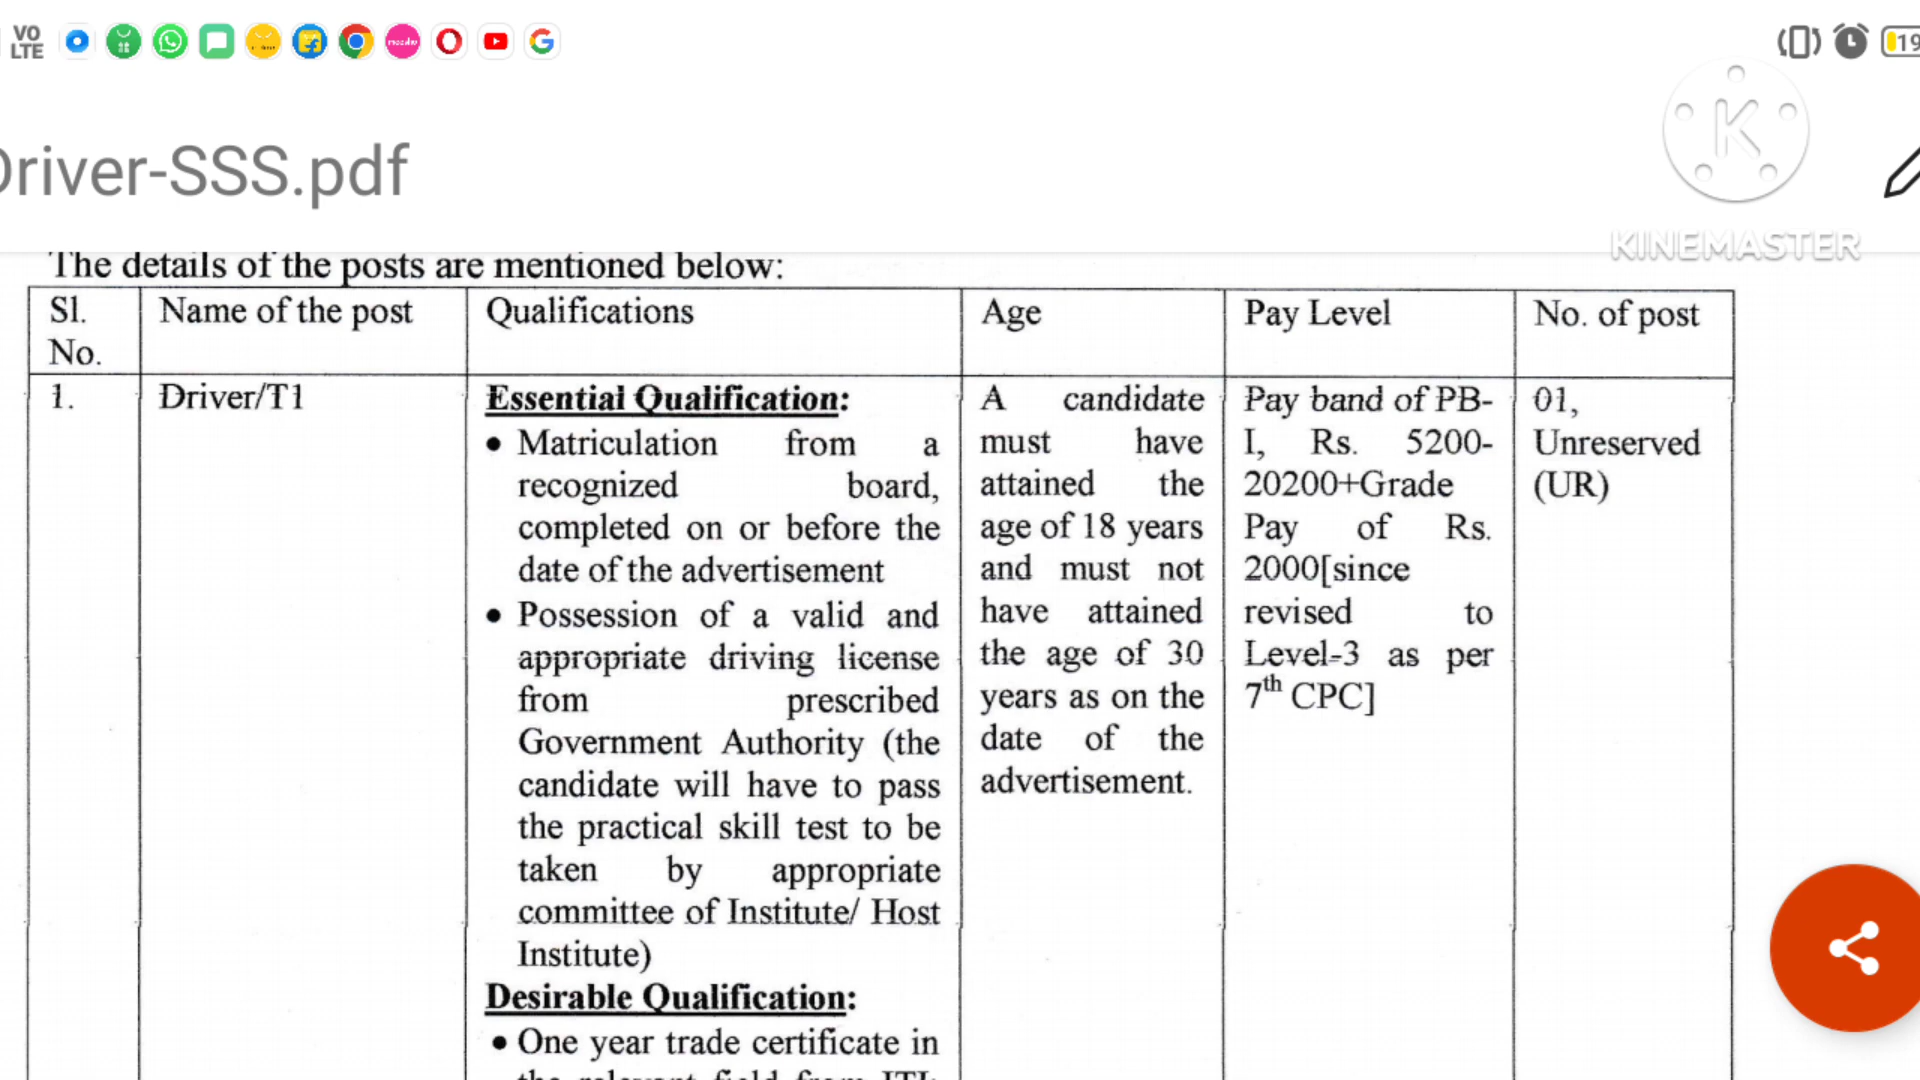 VO
LTE
19
Driver-SSS.pdf
KINEMASTER
The details of the posts are mentioned below:
Sl. No.
Name of the post
Qualifications
Age
Pay Level
No. of post
1.
Driver/T1
Essential Qualification:
• Matriculation from a
recognized board,
completed on or before the
date of the advertisement
• Possession of a valid and
appropriate driving license
from prescribed
Government Authority (the
candidate will have to pass
the practical skill test to be
taken by appropriate
committee of Institute/ Host
Institute)
Desirable Qualification:
• One year trade certificate in
the relevant field from ITI:
A candidate
must have
attained the
age of 18 years
and must not
have attained
the age of 30
years as on the
date of the
advertisement.
Pay band of PB-
I, Rs. 5200-
20200+Grade
Pay of Rs.
2000[since
revised to
Level-3 as per
7th CPC]
01,
Unreserved
(UR)